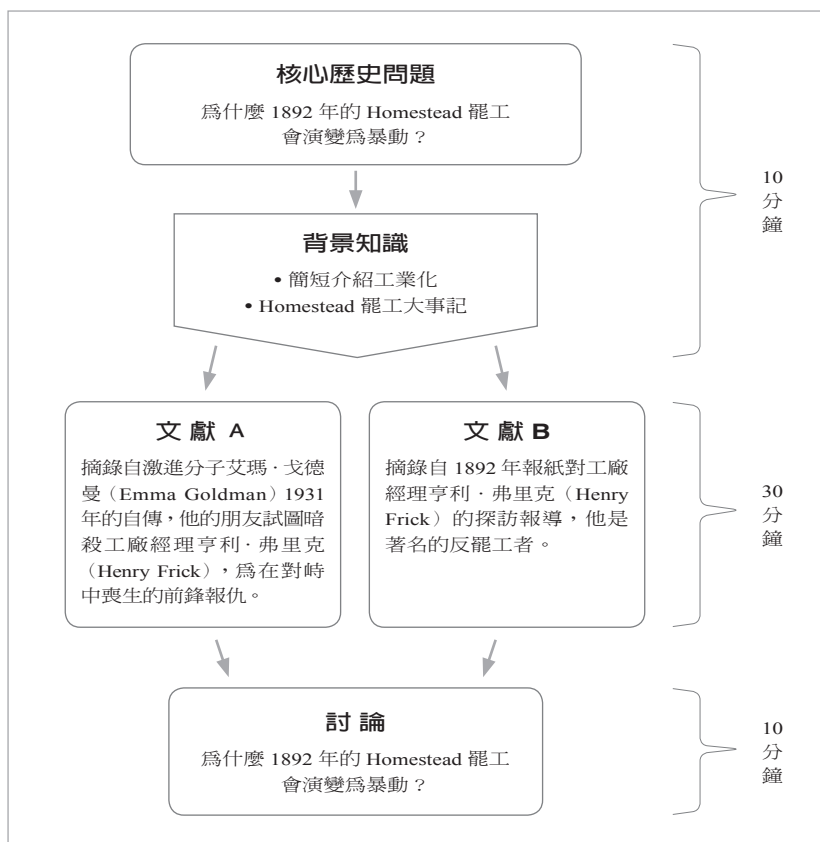 核心歷史問題
爲什麼 1892 年的 Homestead 罷工
會演變爲暴動？
10
分
鐘
背景知識
• 簡短介紹工業化
• Homestead 罷工大事記
文獻 A
摘錄自激進分子艾瑪·戈德
曼（Emma Goldman）1931
年的自傳，他的朋友試圖暗
殺工廠經理亨利·弗里克
（Henry Frick），爲在對峙
中喪生的前鋒報仇。
文獻 B
摘錄自 1892 年報紙對工廠
經理亨利·弗里克（Henry
Frick）的採訪報導，他是
著名的反罷工者。
30
分
鐘
討論
爲什麼 1892 年的 Homestead 罷工
會演變爲暴動？
10
分
鐘